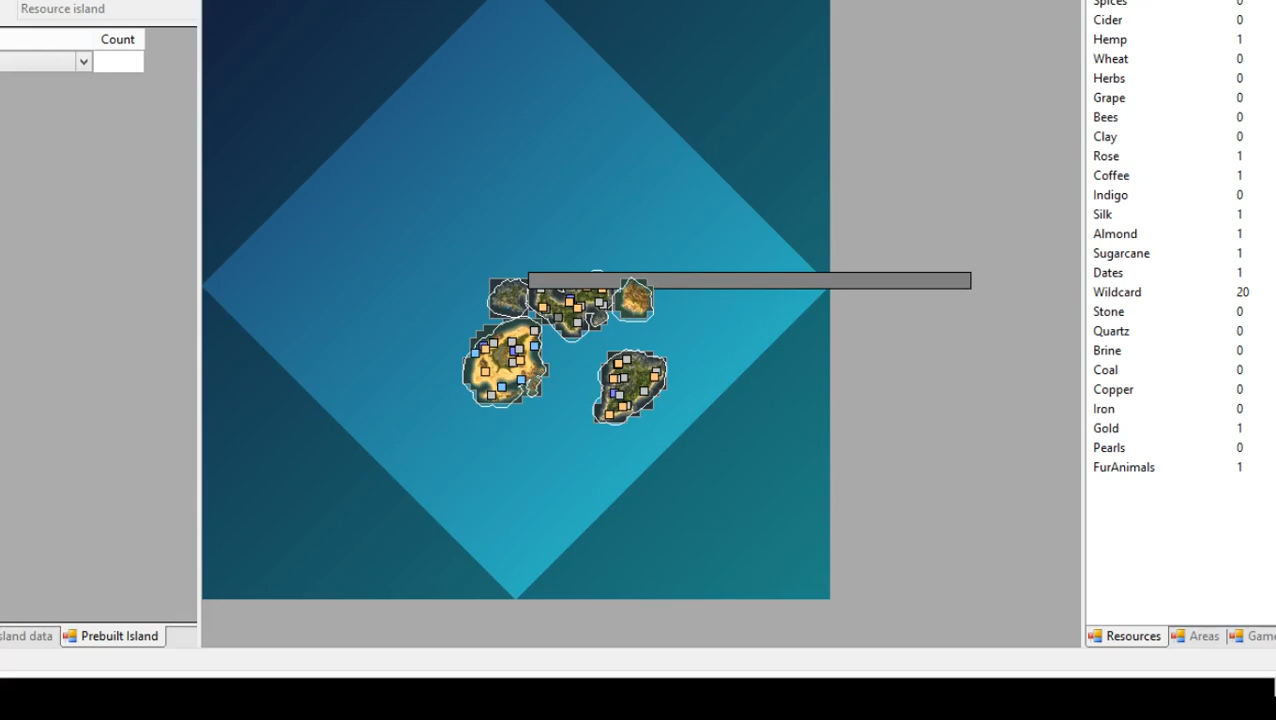 Resource island
Count
Spices 0
Cider 0
Hemp 1
Wheat 0
Herbs 0
Grape 0
Bees 0
Clay 0
Rose 1
Coffee 1
Indigo 0
Silk 1
Almond 1
Sugarcane 1
Dates 1
Wildcard 20
Stone 0
Quartz 0
Brine 0
Coal 0
Copper 0
Iron 0
Gold 1
Pearls 0
FurAnimals 1
sland data Prebuilt Island
Resources Areas Gam